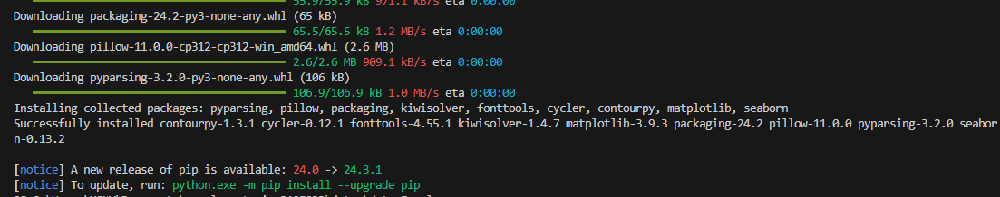 55.9/55.9 kB 971.1 kB/s eta 0:00:00
Downloading packaging-24.2-py3-none-any.whl (65 kB)
65.5/65.5 kB 1.2 MB/s eta 0:00:00
Downloading pillow-11.0.0-cp312-cp312-win_amd64.whl (2.6 MB)
2.6/2.6 MB 909.1 kB/s eta 0:00:00
Downloading pyparsing-3.2.0-py3-none-any.whl (106 kB)
106.9/106.9 kB 1.0 MB/s eta 0:00:00
Installing collected packages: pyparsing, pillow, packaging, kiwisolver, fonttools, cycler, contourpy, matplotlib, seaborn
Successfully installed contourpy-1.3.1 cycler-0.12.1 fonttools-4.55.1 kiwisolver-1.4.7 matplotlib-3.9.3 packaging-24.2 pillow-11.0.0 pyparsing-3.2.0 seabor
n-0.13.2
[notice] A new release of pip is available: 24.0 -> 24.3.1
[notice] To update, run: python.exe -m pip install --upgrade pip